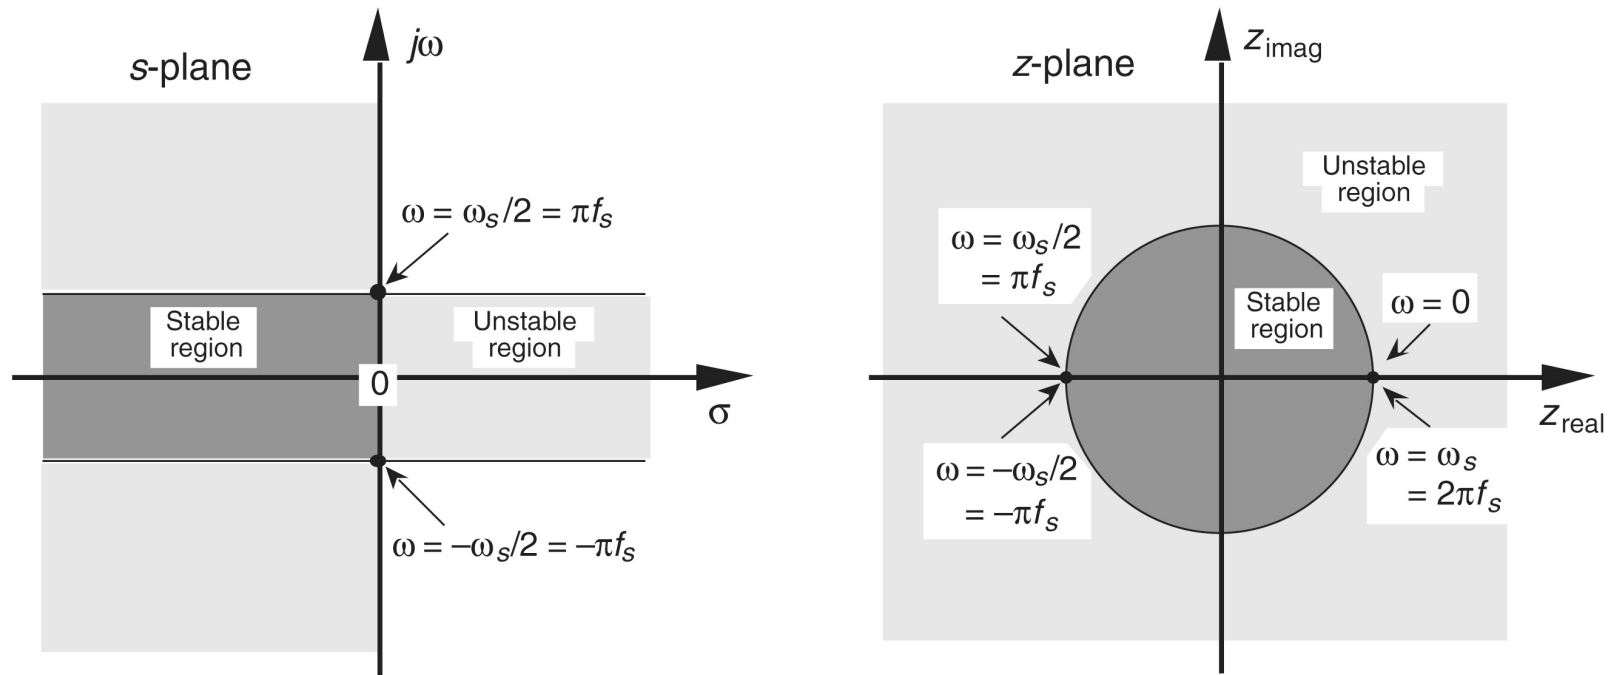 s-plane
jω
ω = ωs/2 = πfs
Stable
region
Unstable
region
0
σ
ω = –ωs/2 = –πfs
z-plane
zimag
Unstable
region
ω = ωs/2
= πfs
Stable
region
ω = 0
zreal
ω = –ωs/2
= –πfs
ω = ωs
= 2πfs